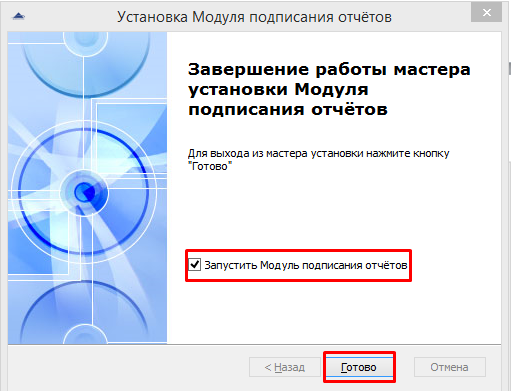 Установка Модуля подписания отчётов
Завершение работы мастера
установки Модуля
подписания отчётов
Для выхода из мастера установки нажмите кнопку
"Готово"
Запустить Модуль подписания отчётов
< Назад
Готово
Отмена